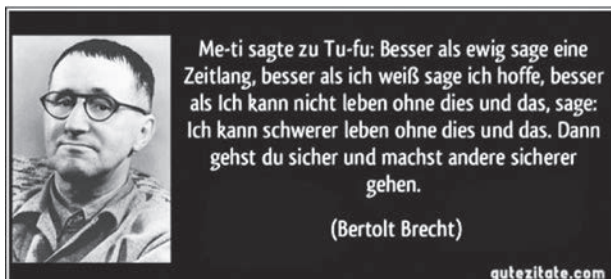 Me-ti sagte zu Tu-fu: Besser als ewig sage eine
Zeitlang, besser als ich weiß sage ich hoffe, besser
als Ich kann nicht leben ohne dies und das, sage:
Ich kann schwerer leben ohne dies und das. Dann
gehst du sicher und machst andere sicherer
gehen.
(Bertolt Brecht)
gutezitate.com